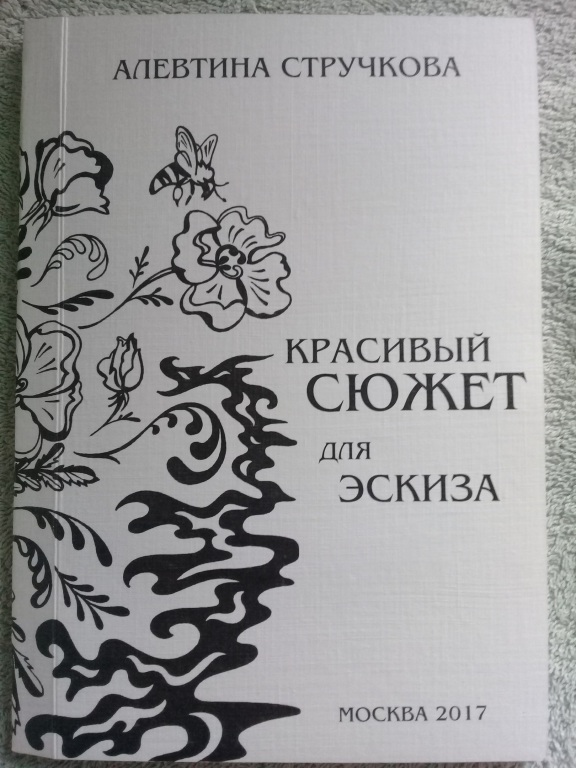 АЛЕВТИНА СТРУЧКОВА
КРАСИВЫЙ
СЮЖЕТ
ДЛЯ
ЭСКИЗА
МОСКВА 2017